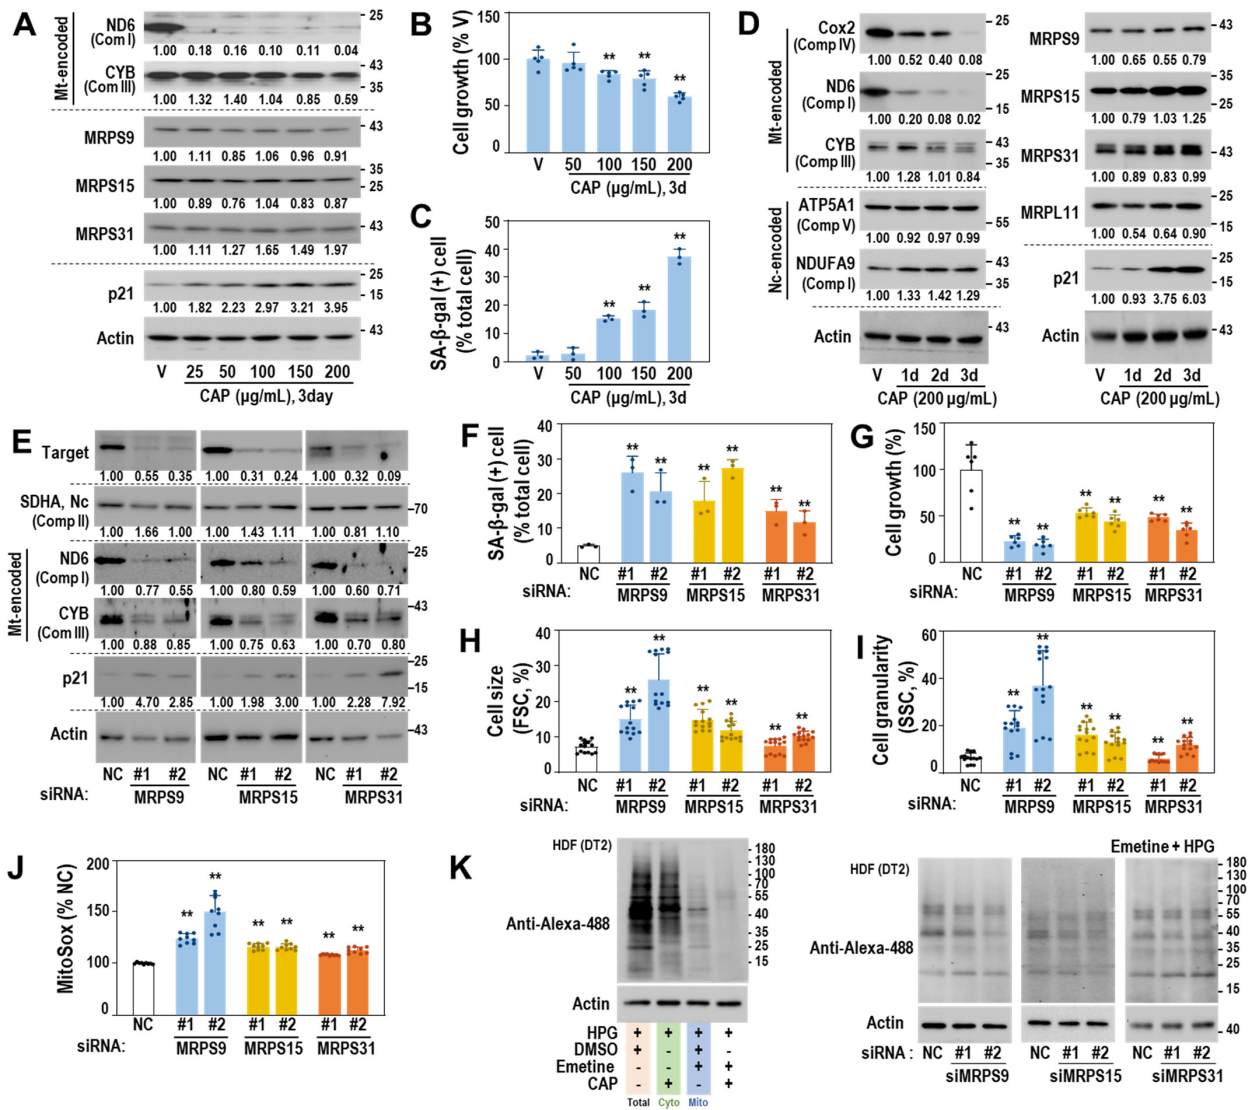 A
Mt-encoded
ND6
(Com I)
25
1.00 0.18 0.16 0.10 0.11 0.04
CYB
(Com III)
43
35
1.00 1.32 1.40 1.04 0.85 0.59
MRPS9
43
1.00 1.11 0.85 1.06 0.96 0.91
MRPS15
35
25
1.00 0.89 0.76 1.04 0.83 0.87
MRPS31
43
1.00 1.11 1.27 1.65 1.49 1.97
p21
25
15
1.00 1.82 2.23 2.97 3.21 3.95
Actin
43
V 25 50 100 150 200
CAP (µg/mL), 3day
B
Cell growth (% V)
150
100
50
0
** ** **
V 50 100 150 200
CAP (µg/mL), 3d
C
SA-β-gal (+) cell
(% total cell)
50
40
30
20
10
0
** ** **
V 50 100 150 200
CAP (µg/mL), 3d
D
Mt-encoded
Cox2
(Comp IV)
25
20
1.00 0.52 0.40 0.08
ND6
(Comp I)
20
15
1.00 0.20 0.08 0.02
CYB
(Comp III)
43
35
1.00 1.28 1.01 0.84
Nc-encoded
ATP5A1
(Comp V)
55
1.00 0.92 0.97 0.99
NDUFA9
(Comp I)
43
35
1.00 1.33 1.42 1.29
Actin
43
V 1d 2d 3d
CAP (200 µg/mL)
MRPS9
43
1.00 0.65 0.55 0.79
MRPS15
35
25
1.00 0.79 1.03 1.25
MRPS31
43
1.00 0.89 0.83 0.99
MRPL11
25
20
1.00 0.54 0.64 0.90
p21
25
20
15
1.00 0.93 3.75 6.03
Actin
43
V 1d 2d 3d
CAP (200 µg/mL)
E
Target
1.00 0.55 0.35 1.00 0.31 0.24 1.00 0.32 0.09
SDHA, Nc
(Comp II)
70
1.00 1.66 1.00 1.00 1.43 1.11 1.00 0.81 1.10
Mt-encoded
ND6
(Comp I)
25
15
1.00 0.77 0.55 1.00 0.80 0.59 1.00 0.60 0.71
CYB
(Com III)
43
1.00 0.88 0.85 1.00 0.75 0.63 1.00 0.70 0.80
p21
25
15
1.00 4.70 2.85 1.00 1.98 3.00 1.00 2.28 7.92
Actin
43
NC #1 #2 NC #1 #2 NC #1 #2
siRNA: MRPS9 MRPS15 MRPS31
F
SA-β-gal (+) cell
(% total cell)
40
30
20
10
0
** ** ** ** ** **
NC #1 #2 #1 #2 #1 #2
siRNA: MRPS9 MRPS15 MRPS31
G
Cell growth (%)
150
100
50
0
** ** ** ** ** **
NC #1 #2 #1 #2 #1 #2
siRNA: MRPS9 MRPS15 MRPS31
H
Cell size
(FSC, %)
40
30
20
10
0
** ** ** ** ** **
NC #1 #2 #1 #2 #1 #2
siRNA: MRPS9 MRPS15 MRPS31
I
Cell granularity
(SSC, %)
60
40
20
0
** ** ** ** ** **
NC #1 #2 #1 #2 #1 #2
siRNA: MRPS9 MRPS15 MRPS31
J
MitoSox (% NC)
200
150
100
0
** ** ** ** ** **
NC #1 #2 #1 #2 #1 #2
siRNA: MRPS9 MRPS15 MRPS31
K
HDF (DT2)
Anti-Alexa-488
180
130
100
70
55
40
35
25
15
Actin
HPG + + + +
DMSO + - + -
Emetine - - + +
CAP - + - +
Total Cyto Mito
Emetine + HPG
HDF (DT2)
Anti-Alexa-488
180
130
100
70
55
40
35
25
15
Actin
40
siRNA : NC #1 #2 NC #1 #2 NC #1 #2
siMRPS9 siMRPS15 siMRPS31